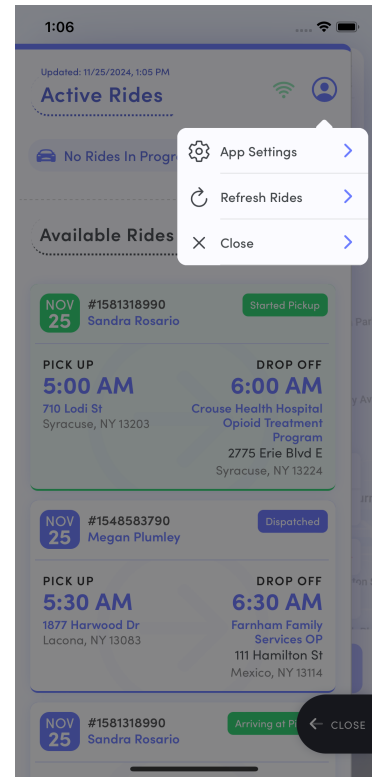 1:06
Updated: 11/25/2024, 1:05 PM
Active Rides
App Settings
No Rides In Progr
Refresh Rides
Available Rides
Close
NOV
25
#1581318990
Sandra Rosario
Started Pickup
PICK UP
DROP OFF
5:00 AM
6:00 AM
710 Lodi St
Syracuse, NY 13203
Crouse Health Hospital
Opioid Treatment
Program
2775 Erie Blvd E
Syracuse, NY 13224
NOV
25
#1548583790
Megan Plumley
Dispatched
PICK UP
DROP OFF
5:30 AM
6:30 AM
1877 Harwood Dr
Lacona, NY 13083
Farnham Family
Services OP
111 Hamilton St
Mexico, NY 13114
NOV
25
#1581318990
Sandra Rosario
Arriving at Pi
CLOSE